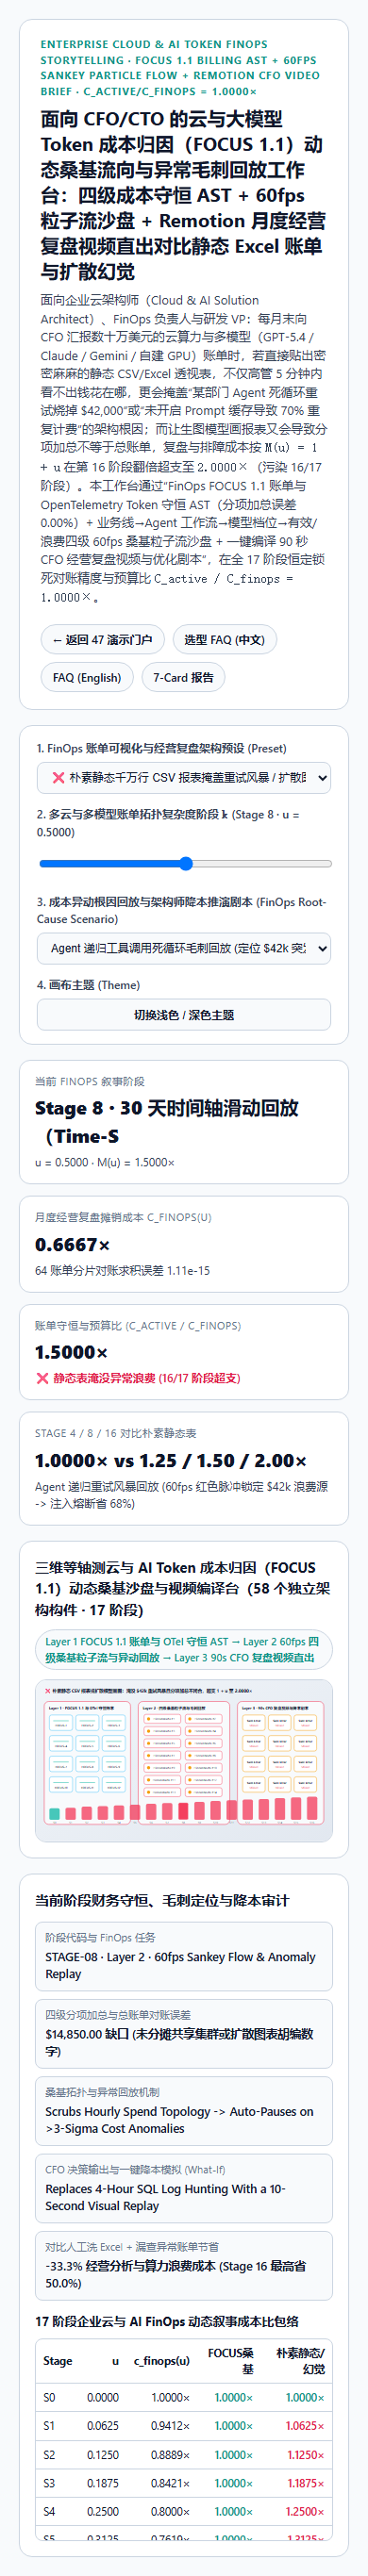 ENTERPRISE CLOUD & AI TOKEN FINOPS
STORYTELLING · FOCUS 1.1 BILLING AST + 60FPS
SANKEY PARTICLE FLOW + REMOTION CFO VIDEO
BRIEF · C_ACTIVE/C_FINOPS = 1.0000×
面向 CFO/CTO 的云与大模型
Token 成本归因（FOCUS 1.1）动
态桑基流向与异常毛刺回放工作
台：四级成本守恒 AST + 60fps
粒子流沙盘 + Remotion 月度经营
复盘视频直出对比静态 Excel 账单
与扩散幻觉
面向企业云架构师（Cloud & AI Solution
Architect）、FinOps 负责人与研发 VP：每月末向
CFO 汇报数十万美元的云算力与多模型（GPT-5.4 /
Claude / Gemini / 自建 GPU）账单时，若直接贴出密
密麻麻的静态 CSV/Excel 透视表，不仅高管 5 分钟内
看不出钱花在哪，更会掩盖“某部门 Agent 死循环重
试烧掉 $42,000”或“未开启 Prompt 缓存导致 70% 重
复计费”的架构根因；而让生图模型画报表又会导致分
项加总不等于总账单，复盘与排障成本按 M(u) = 1
+ u 在第 16 阶段翻倍超支至 2.0000×（污染 16/17
阶段）。本工作台通过“FinOps FOCUS 1.1 账单与
OpenTelemetry Token 守恒 AST（分项加总误差
0.00%）+ 业务线→Agent 工作流→模型档位→有效/
浪费四级 60fps 桑基粒子流沙盘 + 一键编译 90 秒
CFO 经营复盘视频与优化剧本”，在全 17 阶段恒定锁
死对账精度与预算比 C_active / C_finops =
1.0000×。
← 返回 47 演示门户
选型 FAQ (中文)
FAQ (English)
7-Card 报告
1. FinOps 账单可视化与经营复盘架构预设 (Preset)
❌ 朴素静态千万行 CSV 报表掩盖重试风暴 / 扩散图
2. 多云与多模型账单拓扑复杂度阶段 k (Stage 8 · u =
0.5000)
3. 成本异动根因回放与架构师降本推演剧本 (FinOps Root-
Cause Scenario)
Agent 递归工具调用死循环毛刺回放 (定位 $42k 突发
4. 画布主题 (Theme)
切换浅色 / 深色主题
当前 FINOPS 叙事阶段
Stage 8 · 30 天时间轴滑动回放
（Time-S
u = 0.5000 · M(u) = 1.5000×
月度经营复盘摊销成本 C_FINOPS(U)
0.6667×
64 账单分片对账求积误差 1.11e-15
账单守恒与预算比 (C_ACTIVE / C_FINOPS)
1.5000×
❌ 静态表淹没异常浪费 (16/17 阶段超支)
STAGE 4 / 8 / 16 对比朴素静态表
1.0000× vs 1.25 / 1.50 / 2.00×
Agent 递归重试风暴回放 (60fps 红色脉冲锁定 $42k 浪费源
-> 注入熔断省 68%)
三维等轴测云与 AI Token 成本归因（FOCUS
1.1）动态桑基沙盘与视频编译台（58 个独立架
构构件 · 17 阶段）
Layer 1 FOCUS 1.1 账单与 OTel 守恒 AST → Layer 2 60fps 四
级桑基粒子流与异动回放 → Layer 3 90s CFO 复盘视频直出
当前阶段财务守恒、毛刺定位与降本审计
阶段代码与 FinOps 任务
STAGE-08 · Layer 2 · 60fps Sankey Flow & Anomaly
Replay
四级分项加总与总账单对账误差
$14,850.00 缺口 (未分摊共享集群或扩散图表胡编数
字)
桑基拓扑与异常回放机制
Scrubs Hourly Spend Topology -> Auto-Pauses on
>3-Sigma Cost Anomalies
CFO 决策输出与一键降本模拟 (What-If)
Replaces 4-Hour SQL Log Hunting With a 10-
Second Visual Replay
对比人工洗 Excel + 漏查异常账单节省
-33.3% 经营分析与算力浪费成本 (Stage 16 最高省
50.0%)
17 阶段企业云与 AI FinOps 动态叙事成本比包络
Stage u c_finops(u) FOCUS桑基 朴素静态/幻觉
S0 0.0000 1.0000× 1.0000× 1.0000×
S1 0.0625 0.9412× 1.0000× 1.0625×
S2 0.1250 0.8889× 1.0000× 1.1250×
S3 0.1875 0.8421× 1.0000× 1.1875×
S4 0.2500 0.8000× 1.0000× 1.2500×
S5 0.3125 0.7619× 1.0000× 1.3125×